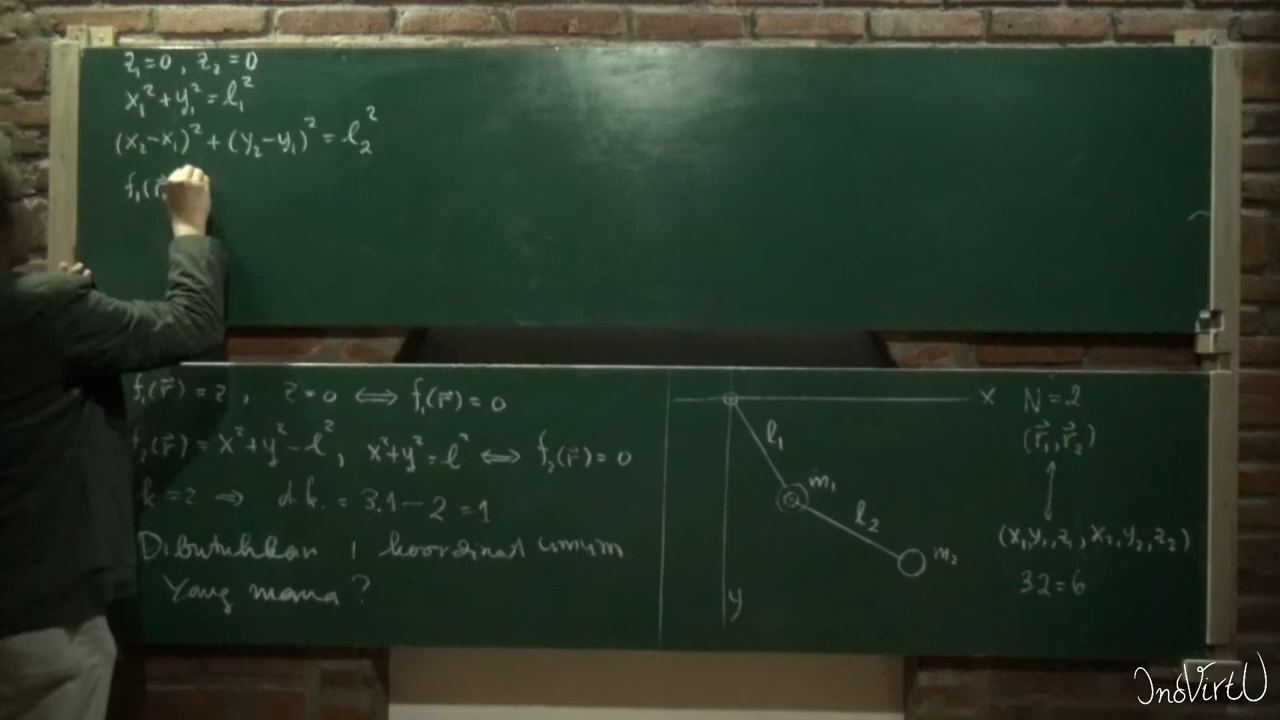 z₁=0, z₂=0
x₁²+y₁²=l₁²
(x₂-x₁)²+(y₂-y₁)²=l₂²
f₁(r⃗
f₁(r⃗)=z, z=0 ⟺ f₁(r⃗)=0
f₂(r⃗)=x²+y²-l², x²+y²=l² ⟺ f₂(r⃗)=0
k=2 ⇒ d.k.=3.1-2=1
Dibutuhkan 1 koordinat umum
Yang mana?
x
l₁
m₁
l₂
m₂
y
N=2
(r⃗₁,r⃗₂)
(x₁,y₁,z₁,x₂,y₂,z₂)
3.2=6
InoVirtU